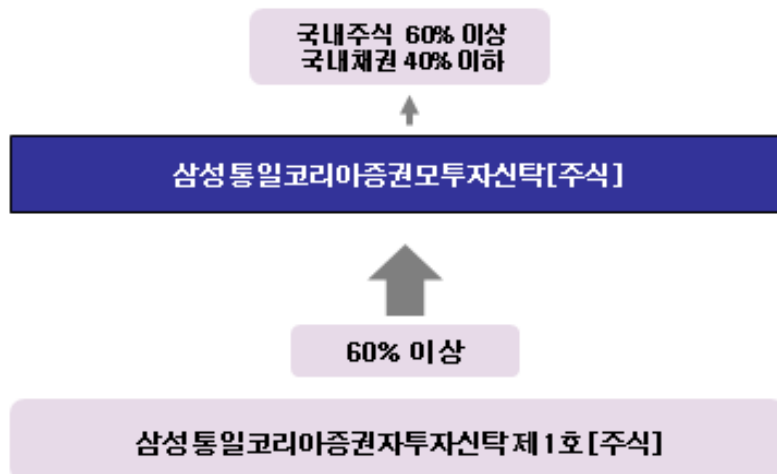 국내주식 60% 이상
국내채권 40% 이하
삼성통일코리아증권모투자신탁[주식]
60% 이상
삼성통일코리아증권자투자신탁 제1호[주식]